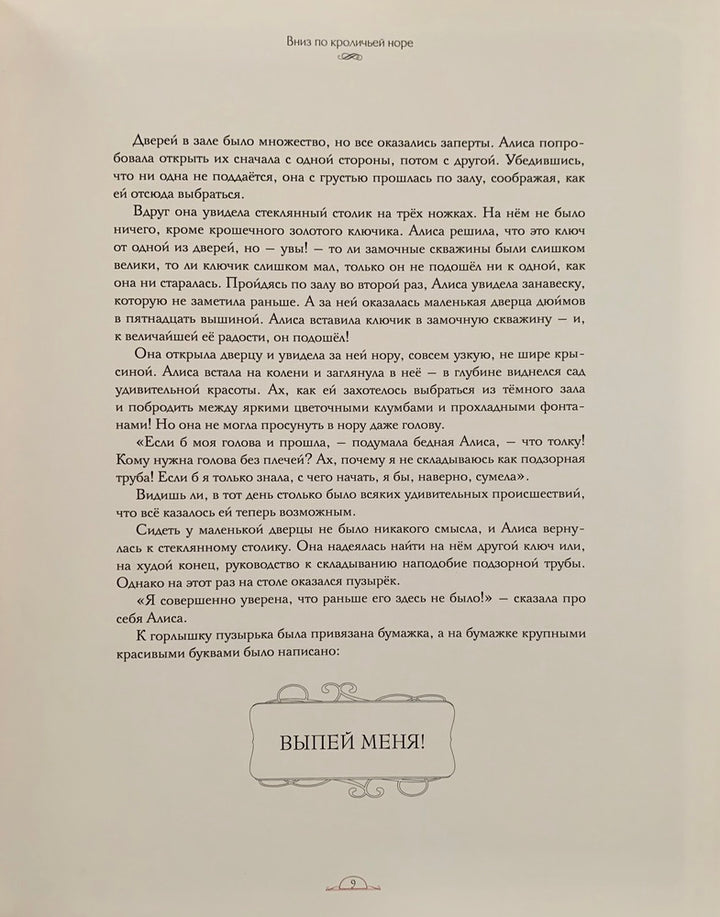 Вниз по кроличьей норе
Дверей в зале было множество, но все оказались заперты. Алиса попро-
бовала открыть их сначала с одной стороны, потом с другой. Убедившись,
что ни одна не поддаётся, она с грустью прошлась по залу, соображая, как
ей отсюда выбраться.
Вдруг она увидела стеклянный столик на трёх ножках. На нём не было
ничего, кроме крошечного золотого ключика. Алиса решила, что это ключ
от одной из дверей, но – увы! – то ли замочные скважины были слишком
велики, то ли ключик слишком мал, только он не подошёл ни к одной, как
она ни старалась. Пройдясь по залу во второй раз, Алиса увидела занавеску,
которую не заметила раньше. А за ней оказалась маленькая дверца дюймов
в пятнадцать вышиной. Алиса вставила ключик в замочную скважину – и,
к величайшей её радости, он подошёл!
Она открыла дверцу и увидела за ней нору, совсем узкую, не шире кры-
синой. Алиса встала на колени и заглянула в неё – в глубине виднелся сад
удивительной красоты. Ах, как ей захотелось выбраться из тёмного зала
и побродить между яркими цветочными клумбами и прохладными фонта-
нами! Но она не могла просунуть в нору даже голову.
«Если б моя голова и прошла, – подумала бедная Алиса, – что толку!
Кому нужна голова без плечей? Ах, почему я не складываюсь как подзорная
труба! Если б я только знала, с чего начать, я бы, наверно, сумела».
Видишь ли, в тот день столько было всяких удивительных происшествий,
что всё казалось ей теперь возможным.
Сидеть у маленькой дверцы не было никакого смысла, и Алиса верну-
лась к стеклянному столику. Она надеялась найти на нём другой ключ или,
на худой конец, руководство к складыванию наподобие подзорной трубы.
Однако на этот раз на столе оказался пузырёк.
«Я совершенно уверена, что раньше его здесь не было!» – сказала про
себя Алиса.
К горлышку пузырька была привязана бумажка, а на бумажке крупными
красивыми буквами было написано:
ВЫПЕЙ МЕНЯ!
9